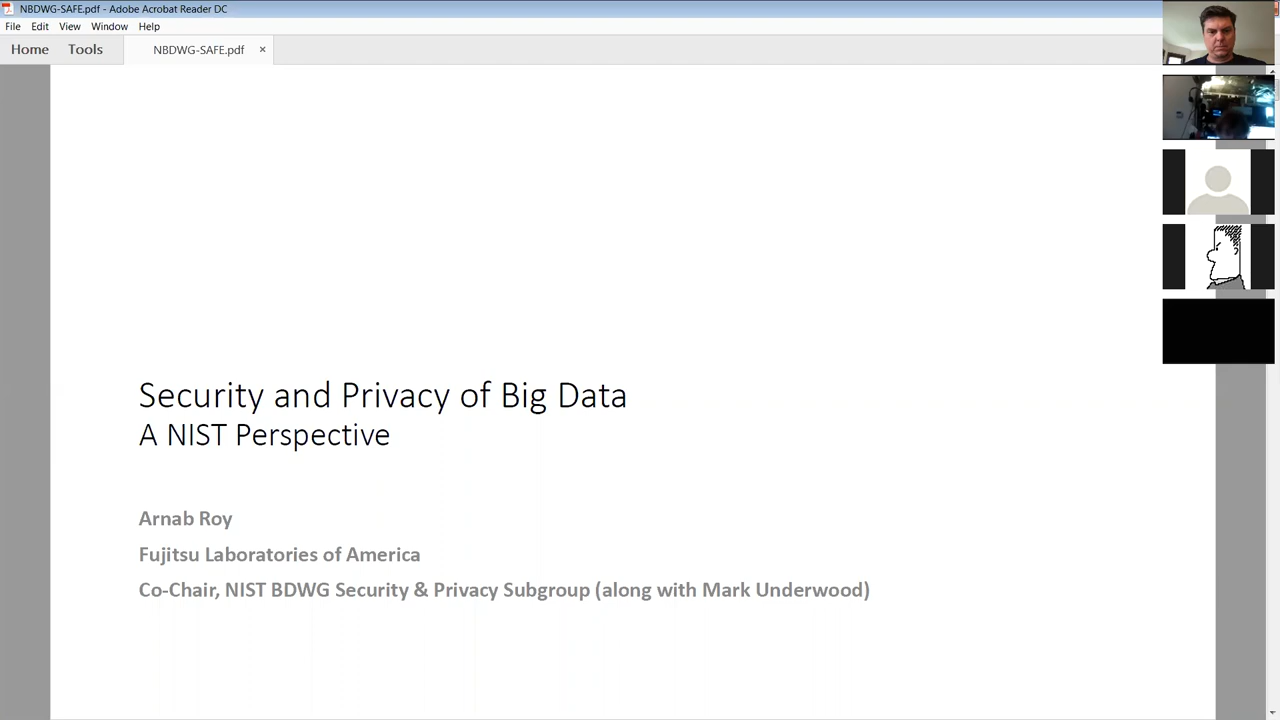 NBDWG-SAFE.pdf - Adobe Acrobat Reader DC
File Edit View Window Help
Home Tools NBDWG-SAFE.pdf ×
Security and Privacy of Big Data
A NIST Perspective
Arnab Roy
Fujitsu Laboratories of America
Co-Chair, NIST BDWG Security & Privacy Subgroup (along with Mark Underwood)